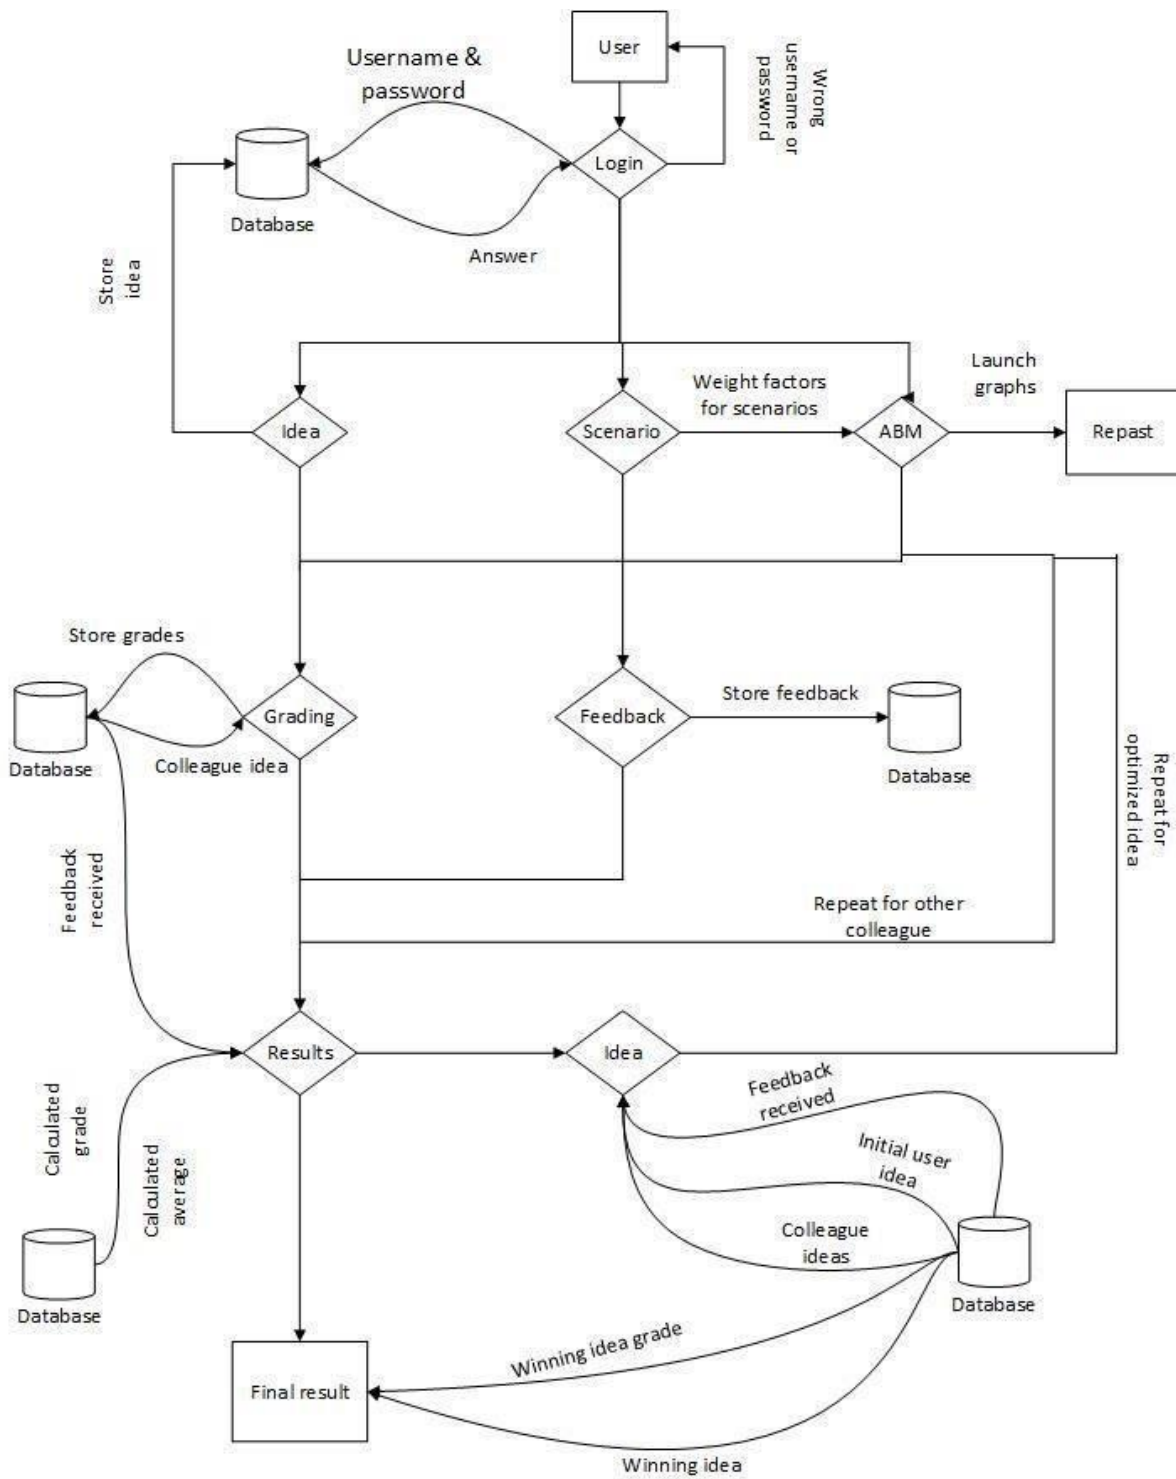 User
Username &
password
Wrong
username or
password
Login
Database
Answer
Store
idea
Launch
graphs
Weight factors
for scenarios
Idea
Scenario
ABM
Repast
Store grades
Store feedback
Grading
Feedback
Database
Colleague idea
Database
Repeat for
optimized idea
Feedback
received
Repeat for other
colleague
Results
Idea
Feedback
received
Calculated
grade
Calculated
average
Initial user
idea
Colleague
ideas
Database
Database
Winning idea grade
Final result
Winning idea